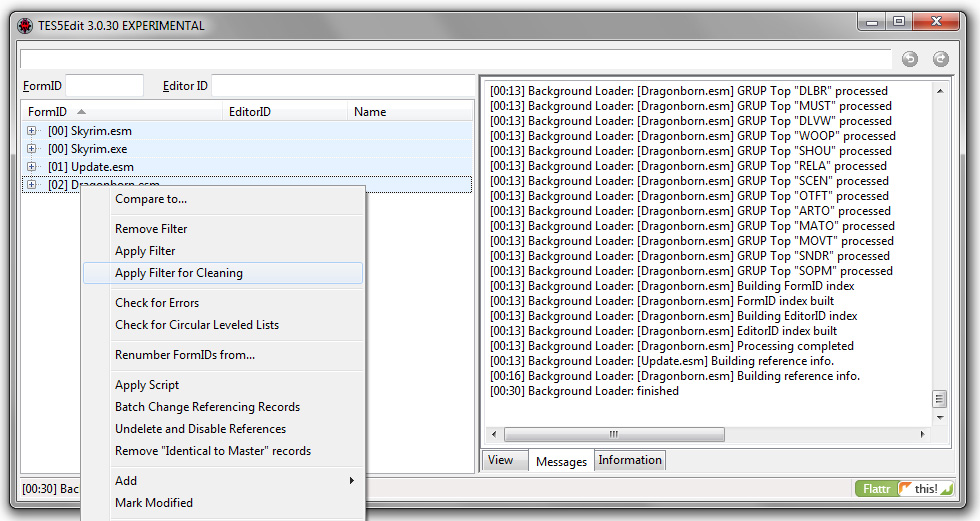 TES5Edit 3.0.30 EXPERIMENTAL
FormID
Editor ID
FormID EditorID Name
[00] Skyrim.esm
[00] Skyrim.exe
[01] Update.esm
[02] Dragonborn.esm
Compare to...
Remove Filter
Apply Filter
Apply Filter for Cleaning
Check for Errors
Check for Circular Leveled Lists
Renumber FormIDs from...
Apply Script
Batch Change Referencing Records
Undelete and Disable References
Remove "Identical to Master" records
Add
Mark Modified
[00:13] Background Loader: [Dragonborn.esm] GRUP Top "DLBR" processed
[00:13] Background Loader: [Dragonborn.esm] GRUP Top "MUST" processed
[00:13] Background Loader: [Dragonborn.esm] GRUP Top "DLVW" processed
[00:13] Background Loader: [Dragonborn.esm] GRUP Top "WOOP" processed
[00:13] Background Loader: [Dragonborn.esm] GRUP Top "SHOU" processed
[00:13] Background Loader: [Dragonborn.esm] GRUP Top "RELA" processed
[00:13] Background Loader: [Dragonborn.esm] GRUP Top "SCEN" processed
[00:13] Background Loader: [Dragonborn.esm] GRUP Top "OTFT" processed
[00:13] Background Loader: [Dragonborn.esm] GRUP Top "ARTO" processed
[00:13] Background Loader: [Dragonborn.esm] GRUP Top "MATO" processed
[00:13] Background Loader: [Dragonborn.esm] GRUP Top "MOVT" processed
[00:13] Background Loader: [Dragonborn.esm] GRUP Top "SNDR" processed
[00:13] Background Loader: [Dragonborn.esm] GRUP Top "SOPM" processed
[00:13] Background Loader: [Dragonborn.esm] Building FormID index
[00:13] Background Loader: [Dragonborn.esm] FormID index built
[00:13] Background Loader: [Dragonborn.esm] Building EditorID index
[00:13] Background Loader: [Dragonborn.esm] EditorID index built
[00:13] Background Loader: [Dragonborn.esm] Processing completed
[00:13] Background Loader: [Update.esm] Building reference info.
[00:16] Background Loader: [Dragonborn.esm] Building reference info.
[00:30] Background Loader: finished
View Messages Information
[00:30] Bac
Flattr this!